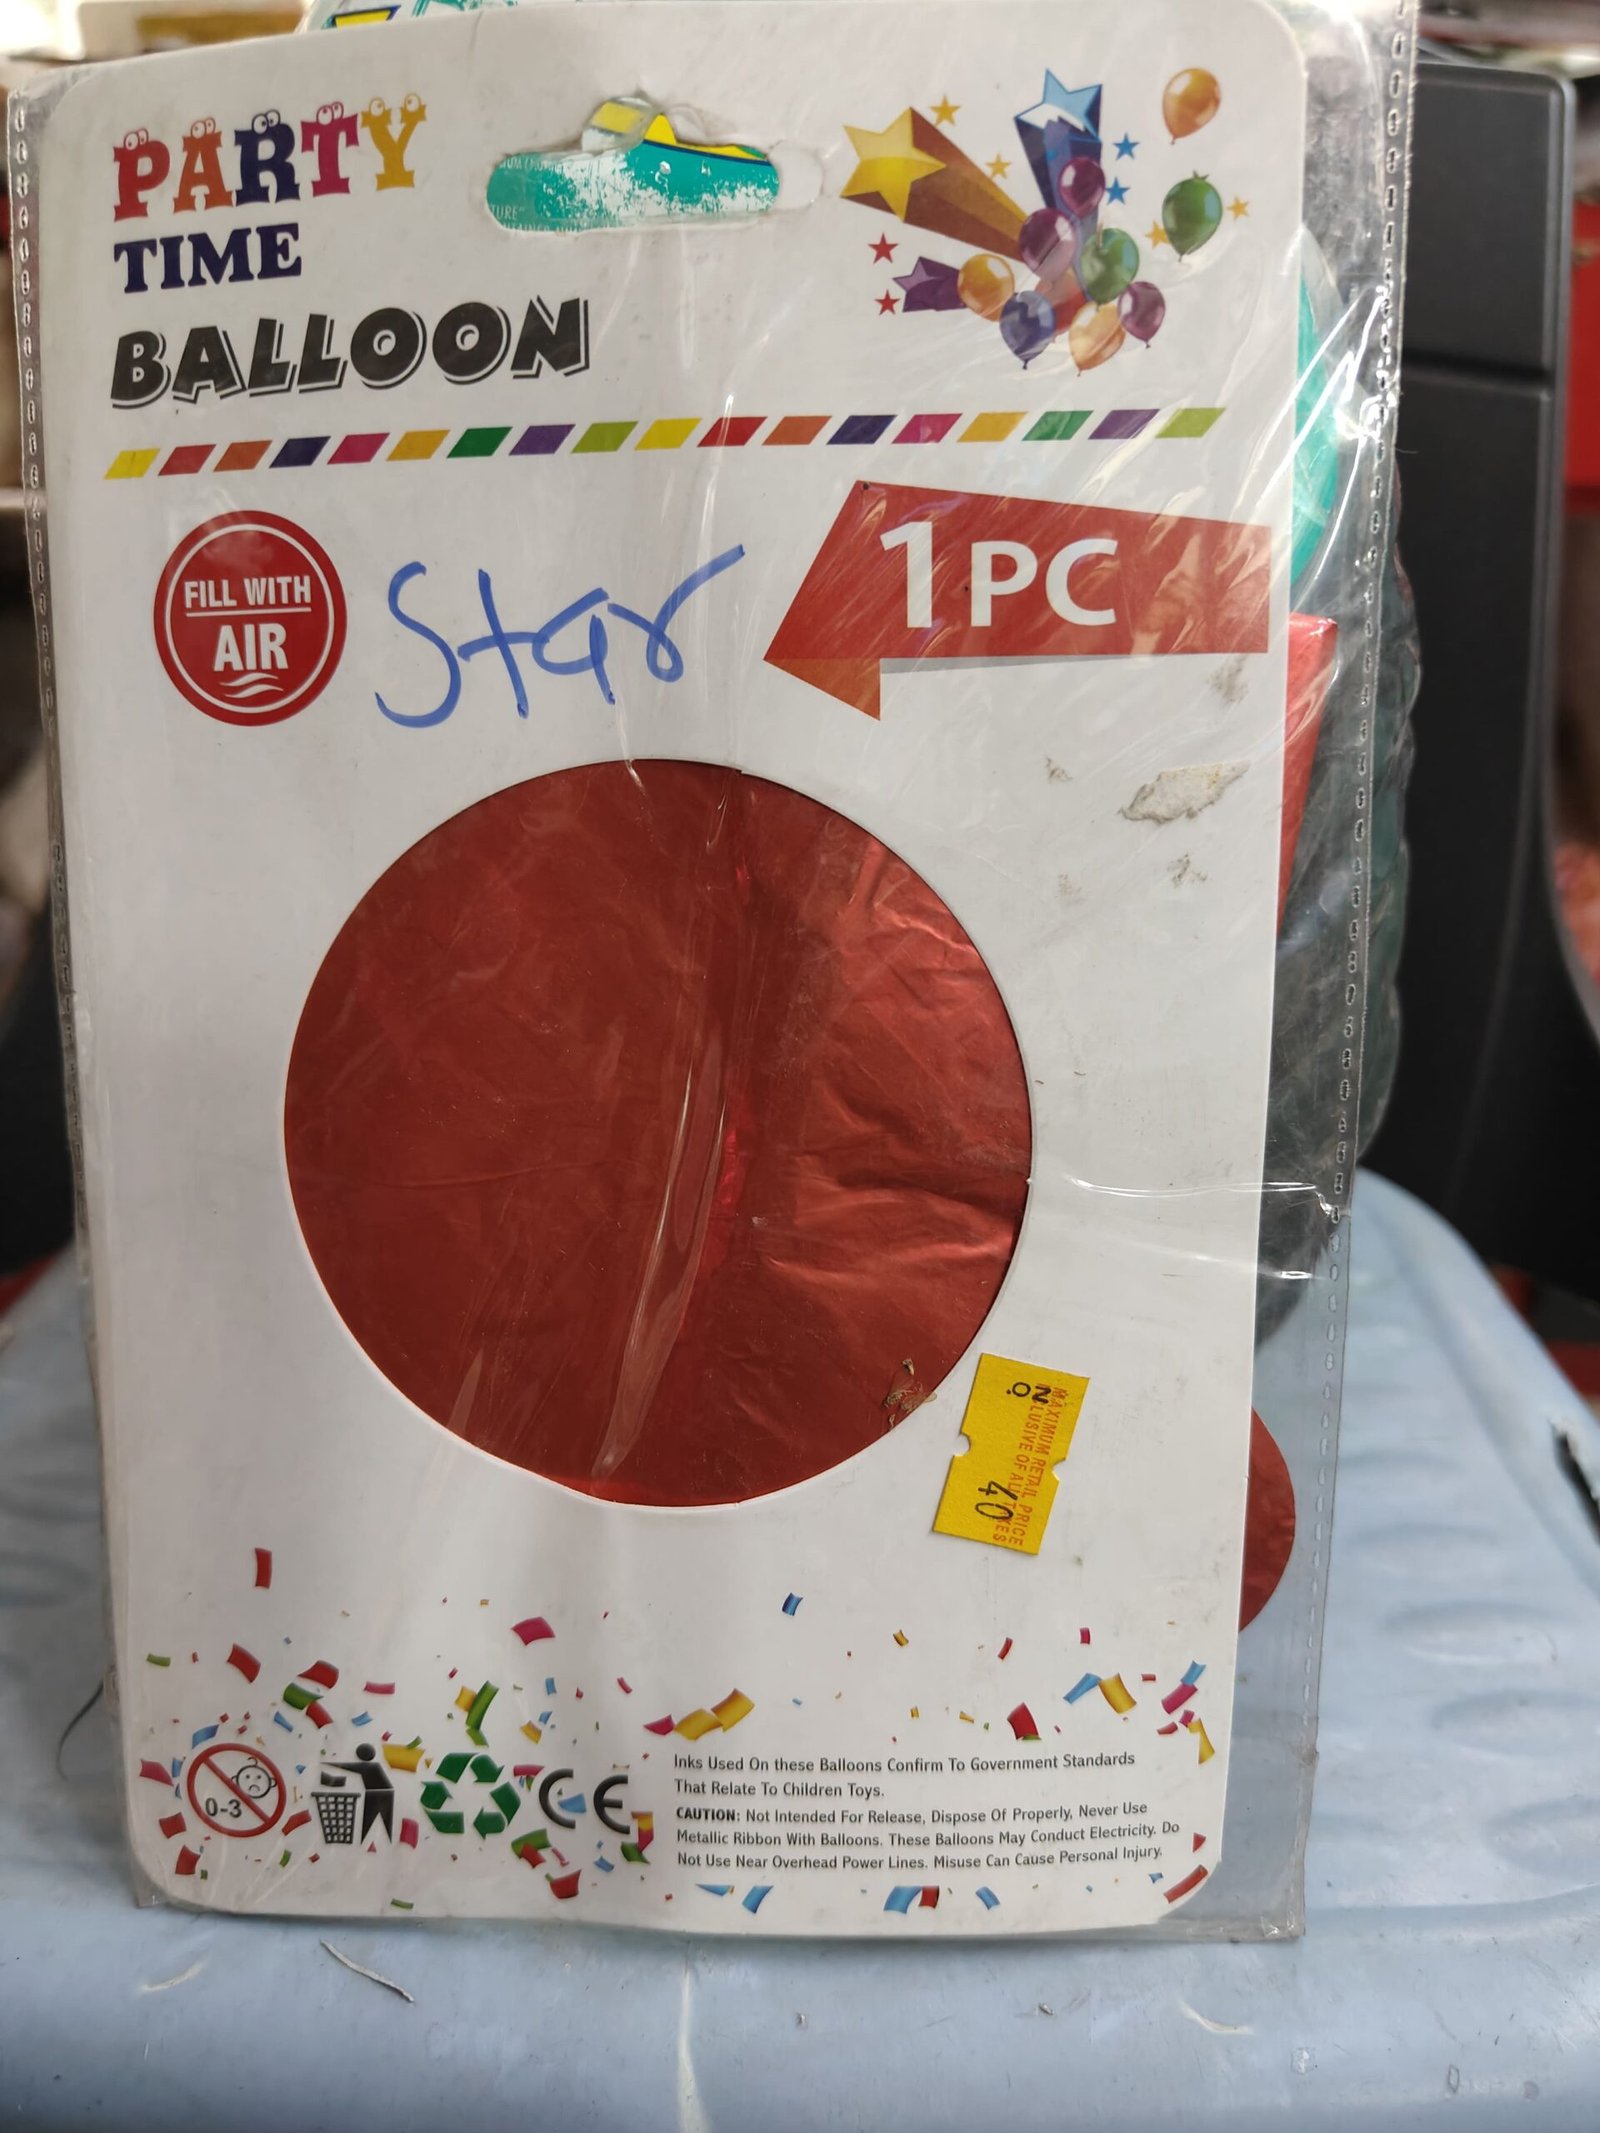 PARTY
TIME
BALLOON
FILL WITH
AIR
Star
1 PC
MAXIMUM RETAIL PRICE
INCLUSIVE OF ALL TAXES
40
0-3
CE
Inks Used On these Balloons Confirm To Government Standards
That Relate To Children Toys.
CAUTION: Not Intended For Release, Dispose Of Properly, Never Use
Metallic Ribbon With Balloons. These Balloons May Conduct Electricity. Do
Not Use Near Overhead Power Lines. Misuse Can Cause Personal Injury.